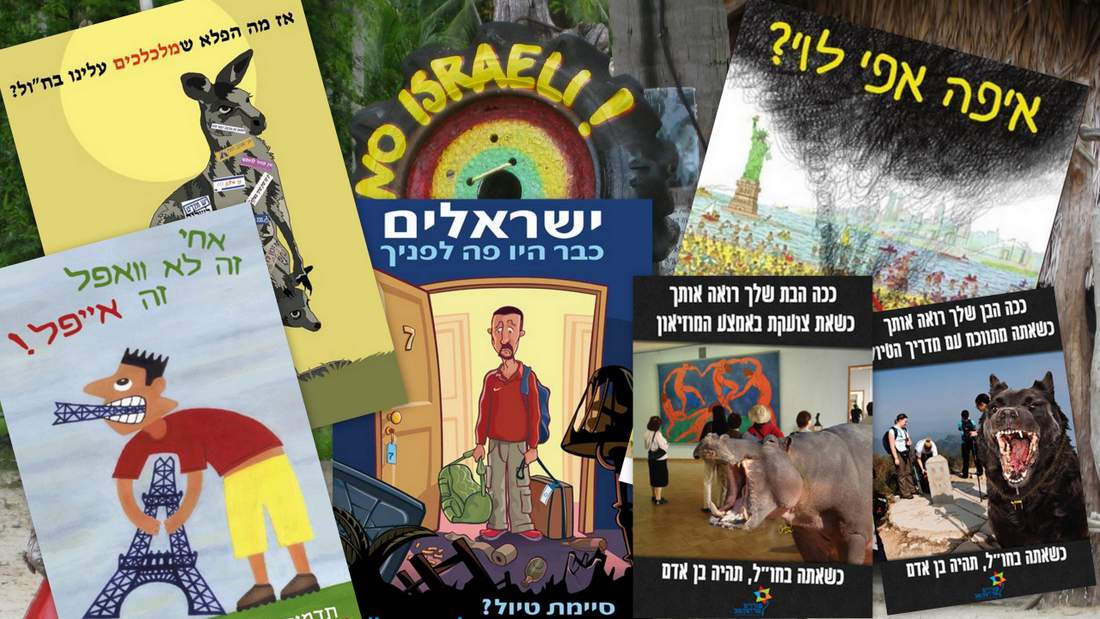 אז מה הפלא שמלכלכים עלינו בחו"ל?
NO ISRAELI!
איפה אפי לוי?
אחי
זה לא וואפל
זה אייפל!
ישראלים
כבר היו פה לפניך
7
7
סיימת טיול?
ככה הבת שלך רואה אותך
כשאת צועקת באמצע המוזיאון
כשאתה בחו"ל, תהיה בן אדם
ככה הבן שלך רואה אותך
כשאתה מתווכח עם מדריך הטיול
כשאתה בחו"ל, תהיה בן אדם